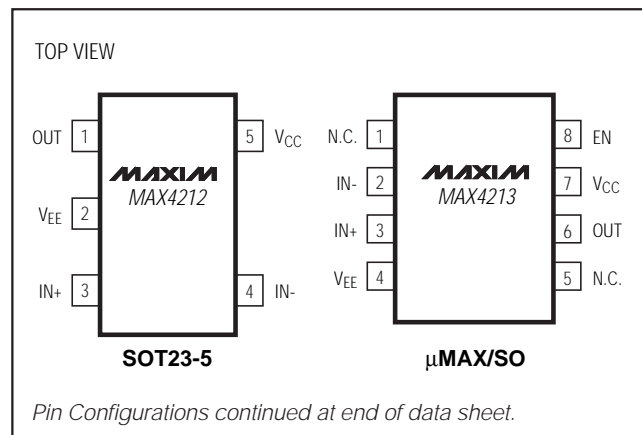 TOP VIEW
OUT 1
VEE 2
IN+ 3
5 VCC
4 IN-
MAXIM
MAX4212
SOT23-5
N.C. 1
IN- 2
IN+ 3
VEE 4
8 EN
7 VCC
6 OUT
5 N.C.
MAXIM
MAX4213
µMAX/SO
Pin Configurations continued at end of data sheet.